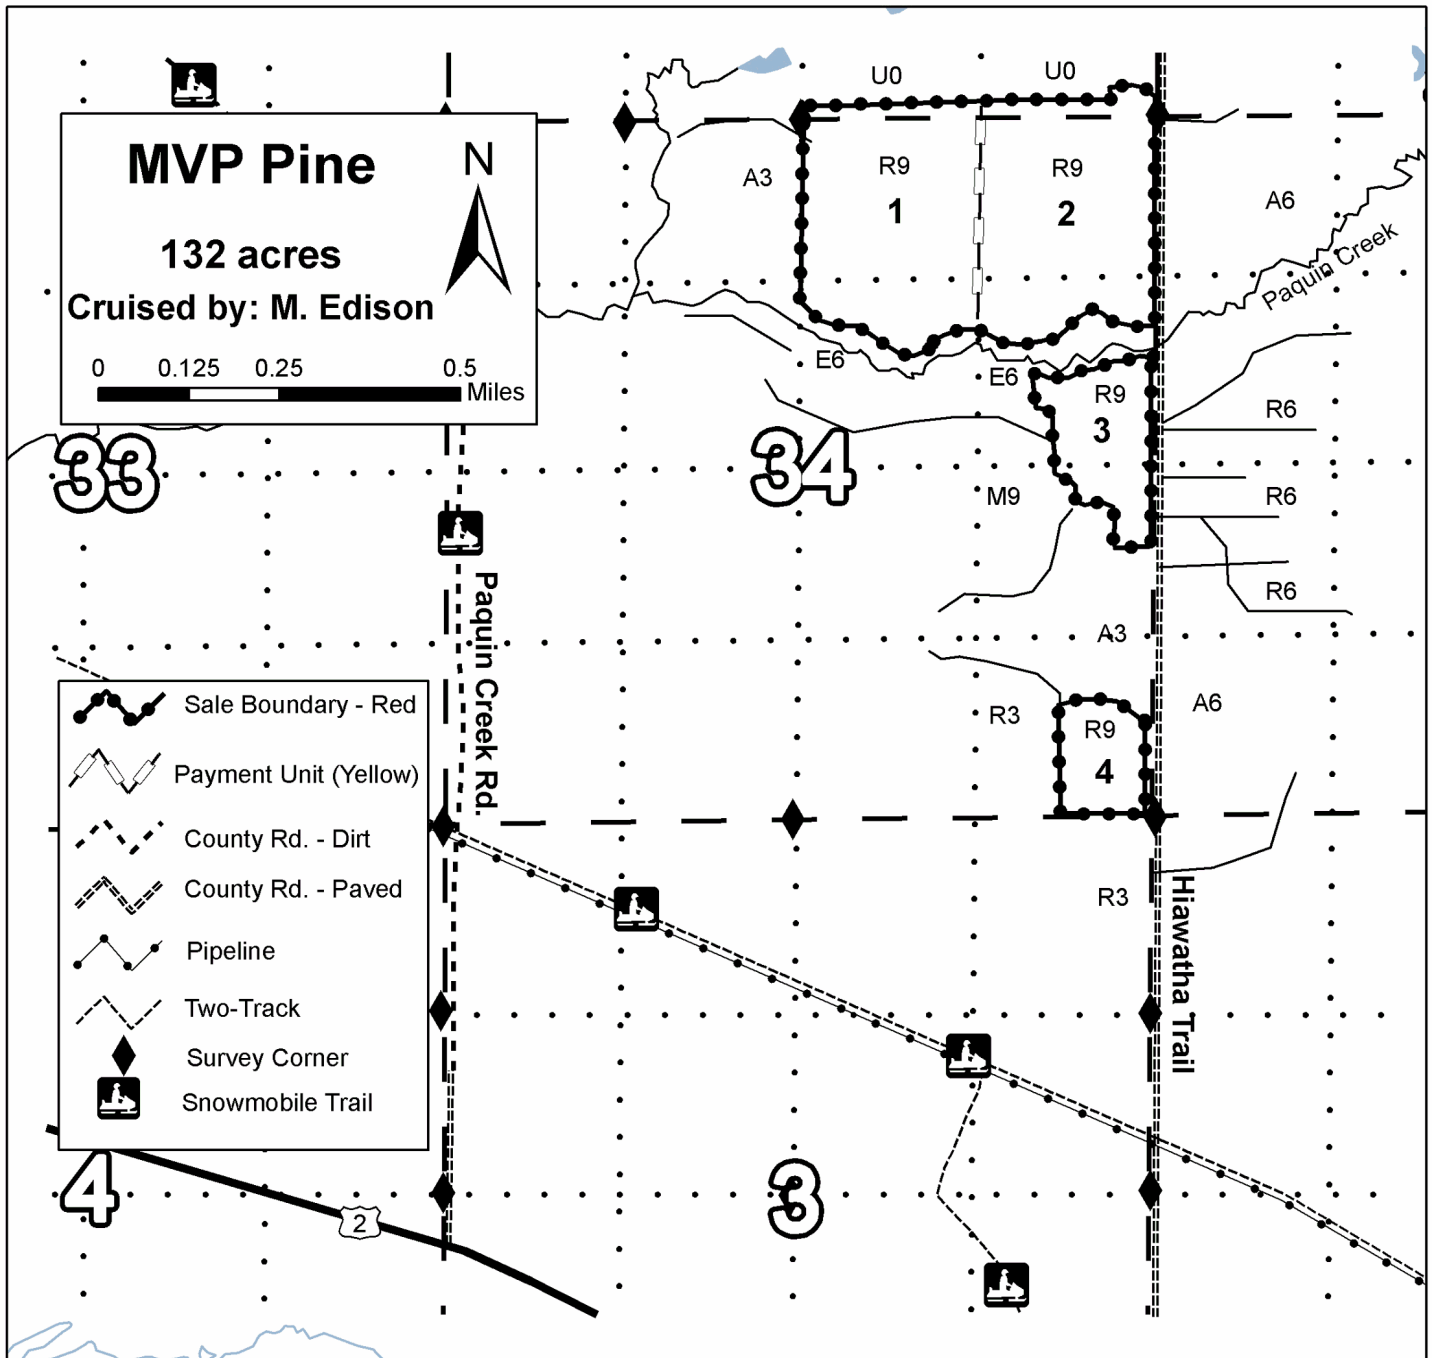 U0
U0
MVP Pine
N
132 acres
Cruised by: M. Edison
0 0.125 0.25 0.5
Miles
A3
R9
1
R9
2
A6
Paquin Creek
E6
E6
R9
3
R6
33
34
M9
R6
R6
A3
Paquin Creek Rd.
R3
R9
4
A6
R3
Hiawatha Trail
Sale Boundary - Red
Payment Unit (Yellow)
County Rd. - Dirt
County Rd. - Paved
Pipeline
Two-Track
Survey Corner
Snowmobile Trail
4
2
3